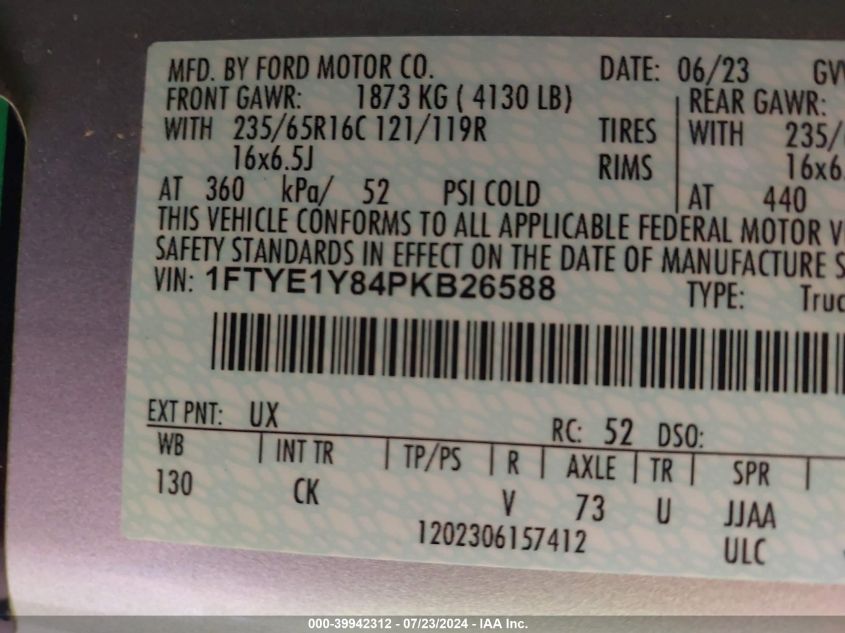 MFD. BY FORD MOTOR CO. DATE: 06/23
FRONT GAWR: 1873 KG ( 4130 LB) REAR GAWR:
WITH 235/65R16C 121/119R TIRES WITH 235/
16x6.5J RIMS 16x6.
AT 360 kPa/ 52 PSI COLD AT 440
THIS VEHICLE CONFORMS TO ALL APPLICABLE FEDERAL MOTOR
SAFETY STANDARDS IN EFFECT ON THE DATE OF MANUFACTURE
VIN: 1FTYE1Y84PKB26588 TYPE:
EXT PNT: UX RC: 52 DSO:
WB INT TR TP/PS R AXLE TR SPR
130 CK V 73 U JJAA
1202306157412 ULC
000-39942312 - 07/23/2024 - IAA Inc.